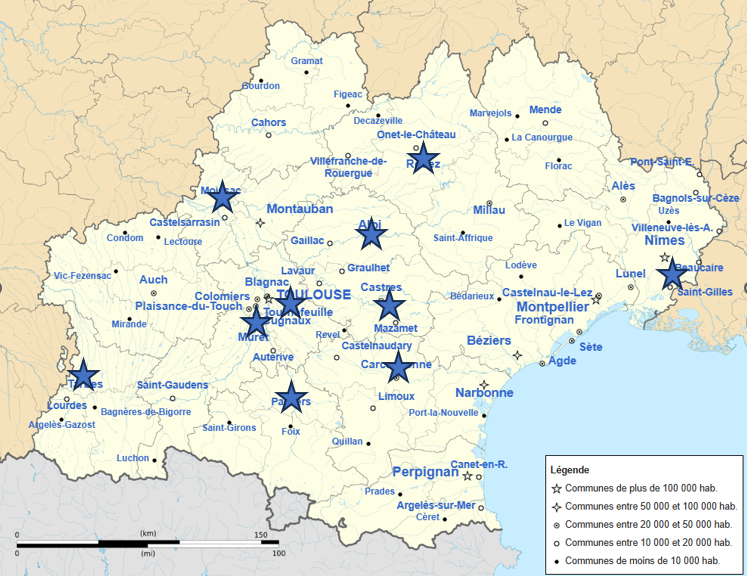 Gramat
Gourdon
Figeac
Decazeville
Cahors
Onet-le-Château
Villefranche-de-
Rouergue
Marvejols
Mende
La Canourgue
Florac
Pont-Saint-E.
Alès
Bagnols-sur-Cèze
Uzès
Villeneuve-lès-A.
Nîmes
Beaucaire
Saint-Gilles
Castelsarrasin
Montauban
Millau
Le Vigan
Saint-Affrique
Gaillac
Condom
Lectoure
Vic-Fezensac
Auch
Mirande
Lavaur
Graulhet
Blagnac
Colomiers
TOULOUSE
Plaisance-du-Touch
Castres
Mazamet
Lodève
Bédarieux
Castelnau-le-Lez
Lunel
Montpellier
Frontignan
Sète
Agde
Béziers
Muret
Revel
Castelnaudary
Auterive
Saint-Gaudens
Limoux
Narbonne
Port-la-Nouvelle
Lourdes
Bagnères-de-Bigorre
Argelès-Gazost
Saint-Girons
Foix
Luchon
Quillan
Perpignan
Canet-en-R.
Prades
Argelès-sur-Mer
Céret
Légende
Communes de plus de 100 000 hab.
Communes entre 50 000 et 100 000 hab.
Communes entre 20 000 et 50 000 hab.
Communes entre 10 000 et 20 000 hab.
Communes de moins de 10 000 hab.
0 (km) 150
0 (mi) 100